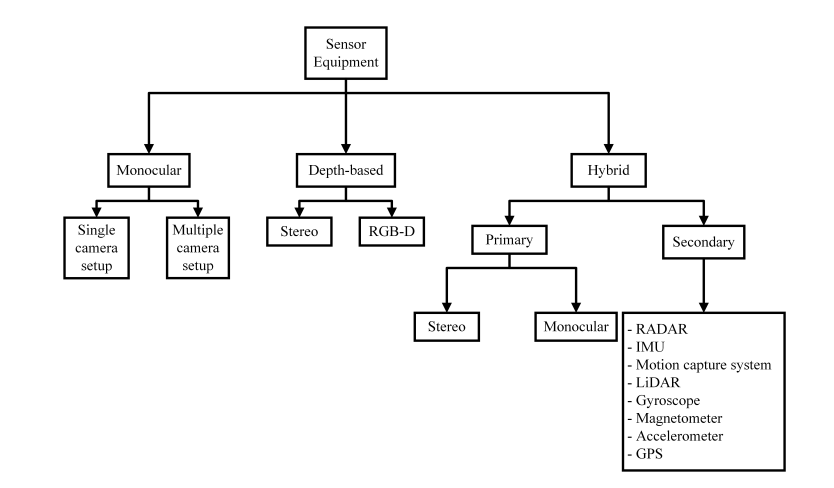 Sensor
Equipment
Monocular
Depth-based
Hybrid
Single
camera
setup
Multiple
camera
setup
Stereo
RGB-D
Primary
Secondary
Stereo
Monocular
- RADAR
- IMU
- Motion capture system
- LiDAR
- Gyroscope
- Magnetometer
- Accelerometer
- GPS